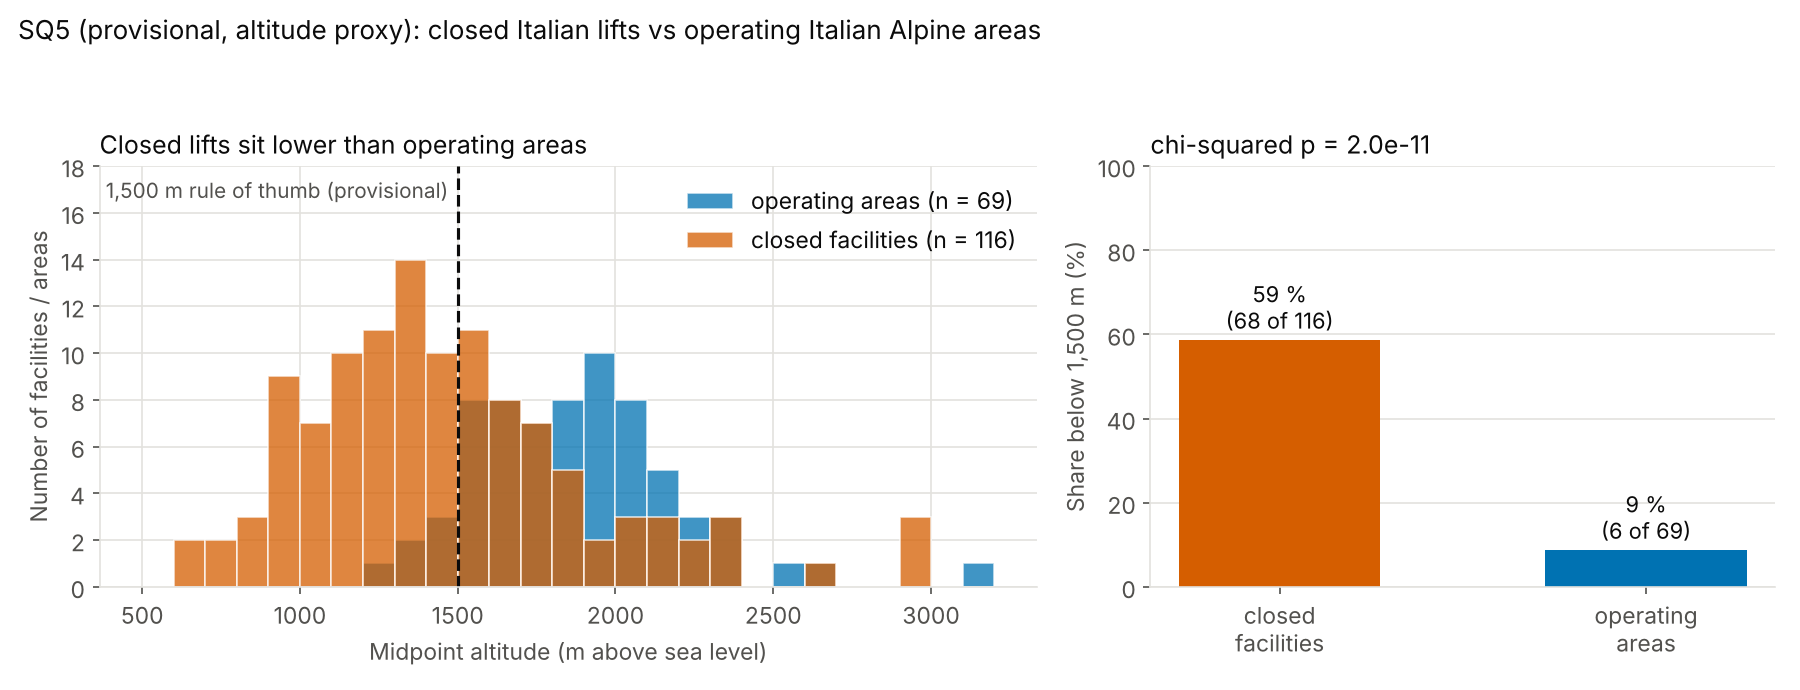 SQ5 (provisional, altitude proxy): closed Italian lifts vs operating Italian Alpine areas
Closed lifts sit lower than operating areas
1,500 m rule of thumb (provisional)
operating areas (n = 69)
closed facilities (n = 116)
Number of facilities / areas
18
16
14
12
10
8
6
4
2
0
500
1000
1500
2000
2500
3000
Midpoint altitude (m above sea level)
chi-squared p = 2.0e-11
Share below 1,500 m (%)
100
80
60
40
20
0
59 %
(68 of 116)
9 %
(6 of 69)
closed
facilities
operating
areas